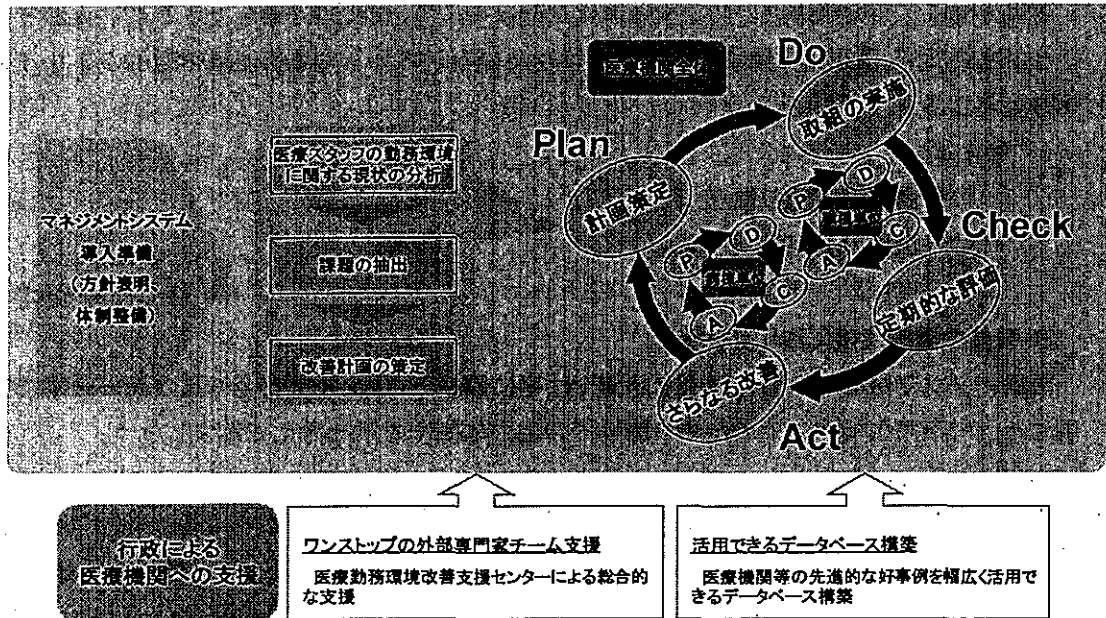 医療機関全体
Do
取組の実施
Plan
計画策定
医療スタッフの勤務環境
に関する現状の分析
マネジメントシステム
導入準備
(方針表明、
体制整備)
課題の抽出
改善計画の策定
P
D
C
A
P
D
C
A
Check
定期的な評価
さらなる改善
Act
行政による
医療機関への支援
ワンストップの外部専門家チーム支援
医療勤務環境改善支援センターによる総合的
な支援
活用できるデータベース構築
医療機関等の先進的な好事例を幅広く活用で
きるデータベース構築